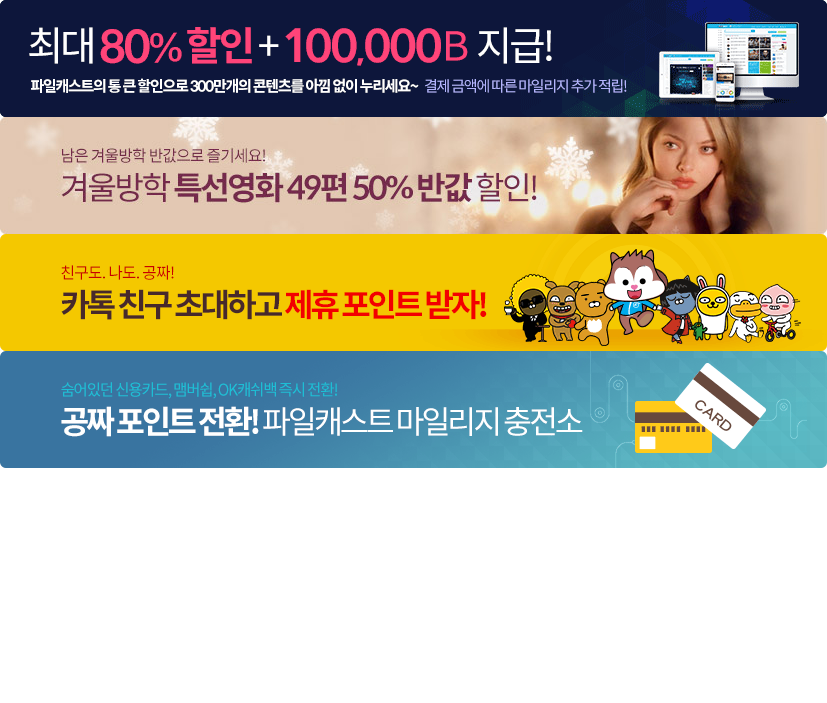 최대 80% 할인 + 100,000B 지급!
파일캐스트의 통 큰 할인으로 300만개의 콘텐츠를 아낌 없이 누리세요~ 결제 금액에 따른 마일리지 추가 적립!
남은 겨울방학 반값으로 즐기세요!
겨울방학 특선영화 49편 50% 반값 할인!
친구도. 나도. 공짜!
카톡 친구 초대하고 제휴 포인트 받자!
숨어있던 신용카드, 맴버쉽, OK캐쉬백 즉시 전환!
공짜 포인트 전환! 파일캐스트 마일리지 충전소
CARD